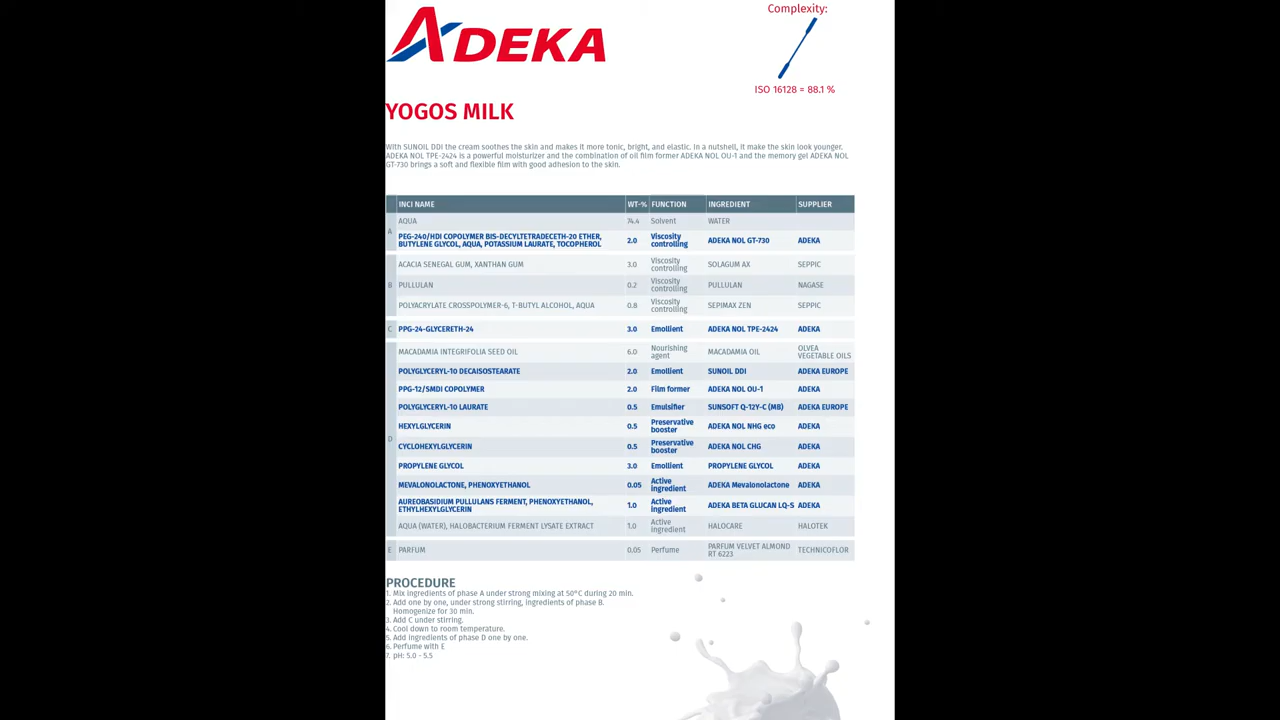 ADEKA
Complexity:
ISO 16128 = 88.1 %
YOGOS MILK
With SUNOIL DDI the cream soothes the skin and makes it more tonic, bright, and elastic. In a nutshell, it make the skin look younger.
ADEKA NOL TPE-2424 is a powerful moisturizer and the combination of oil film former ADEKA NOL OU-1 and the memory gel ADEKA NOL
GT-730 brings a soft and flexible film with good adhesion to the skin.
INCI NAME WT-% FUNCTION INGREDIENT SUPPLIER
A
AQUA 74.4 Solvent WATER
PEG-240/HDI COPOLYMER BIS-DECYLTETRADECETH-20 ETHER,
BUTYLENE GLYCOL, AQUA, POTASSIUM LAURATE, TOCOPHEROL 2.0 Viscosity
controlling ADEKA NOL GT-730 ADEKA
B
ACACIA SENEGAL GUM, XANTHAN GUM 3.0 Viscosity
controlling SOLAGUM AX SEPPIC
PULLULAN 0.2 Viscosity
controlling PULLULAN NAGASE
POLYACRYLATE CROSSPOLYMER-6, T-BUTYL ALCOHOL, AQUA 0.8 Viscosity
controlling SEPIMAX ZEN SEPPIC
C PPG-24-GLYCERETH-24 3.0 Emollient ADEKA NOL TPE-2424 ADEKA
D
MACADAMIA INTEGRIFOLIA SEED OIL 6.0 Nourishing
agent MACADAMIA OIL OLVEA
VEGETABLE OILS
POLYGLYCERYL-10 DECAISOSTEARATE 2.0 Emollient SUNOIL DDI ADEKA EUROPE
PPG-12/SMDI COPOLYMER 2.0 Film former ADEKA NOL OU-1 ADEKA
POLYGLYCERYL-10 LAURATE 0.5 Emulsifier SUNSOFT Q-12Y-C (MB) ADEKA EUROPE
HEXYLGLYCERIN 0.5 Preservative
booster ADEKA NOL NHG eco ADEKA
CYCLOHEXYLGLYCERIN 0.5 Preservative
booster ADEKA NOL CHG ADEKA
PROPYLENE GLYCOL 3.0 Emollient PROPYLENE GLYCOL ADEKA
MEVALONOLACTONE, PHENOXYETHANOL 0.05 Active
ingredient ADEKA Mevalonolactone ADEKA
AUREOBASIDIUM PULLULANS FERMENT, PHENOXYETHANOL,
ETHYLHEXYLGLYCERIN 1.0 Active
ingredient ADEKA BETA GLUCAN LQ-S ADEKA
AQUA (WATER), HALOBACTERIUM FERMENT LYSATE EXTRACT 1.0 Active
ingredient HALOCARE HALOTEK
E PARFUM 0.05 Perfume PARFUM VELVET ALMOND
RT 6223 TECHNICOFLOR
PROCEDURE
1. Mix ingredients of phase A under strong mixing at 50°C during 20 min.
2. Add one by one, under strong stirring, ingredients of phase B.
Homogenize for 30 min.
3. Add C under stirring.
4. Cool down to room temperature.
5. Add ingredients of phase D one by one.
6. Perfume with E
7. pH: 5.0 - 5.5